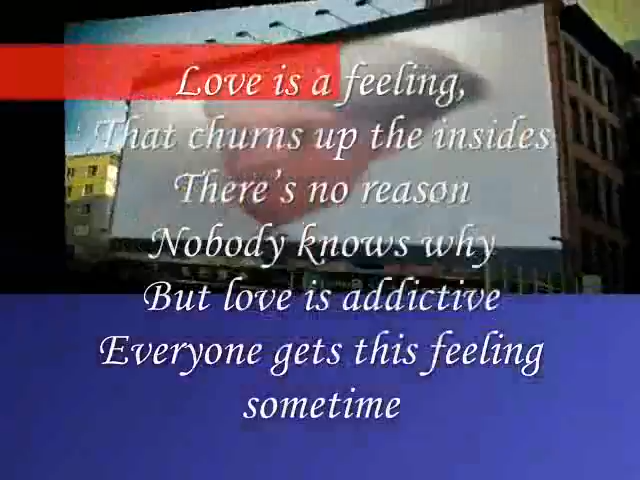 Love is a feeling,
That churns up the insides
There's no reason
Nobody knows why
But love is addictive
Everyone gets this feeling
sometime